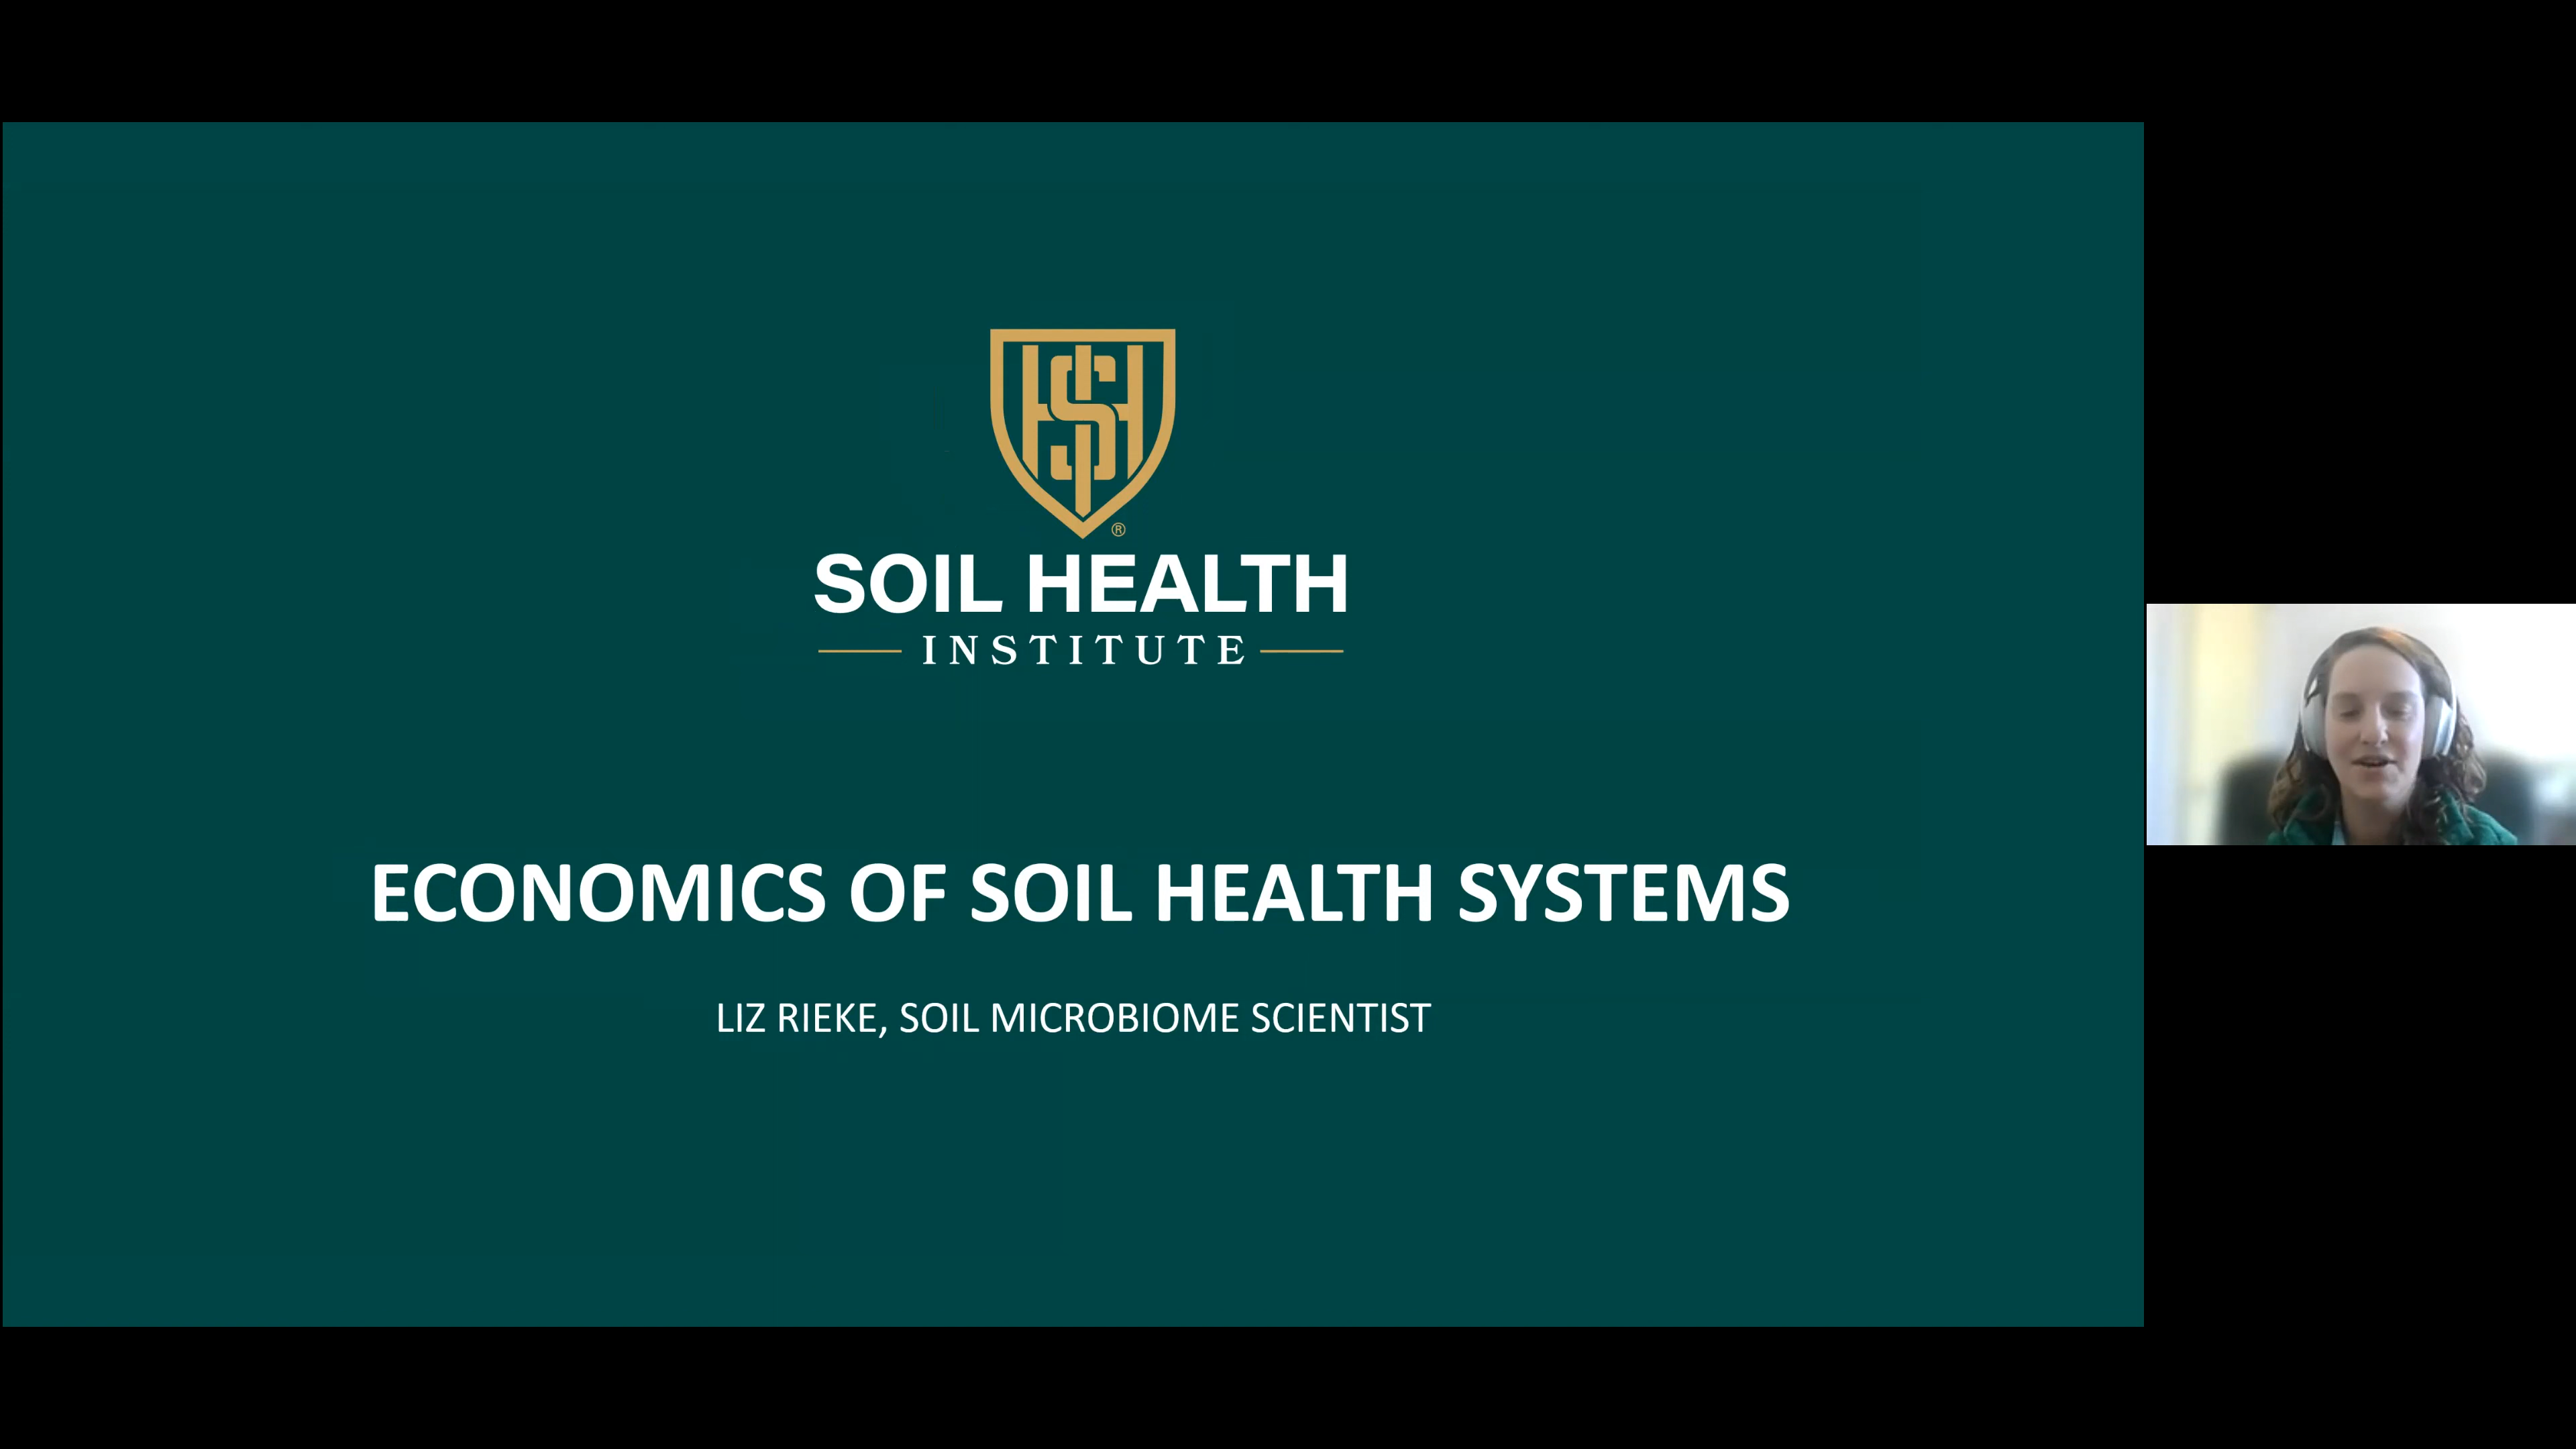 ®
SOIL HEALTH
INSTITUTE
ECONOMICS OF SOIL HEALTH SYSTEMS
LIZ RIEKE, SOIL MICROBIOME SCIENTIST